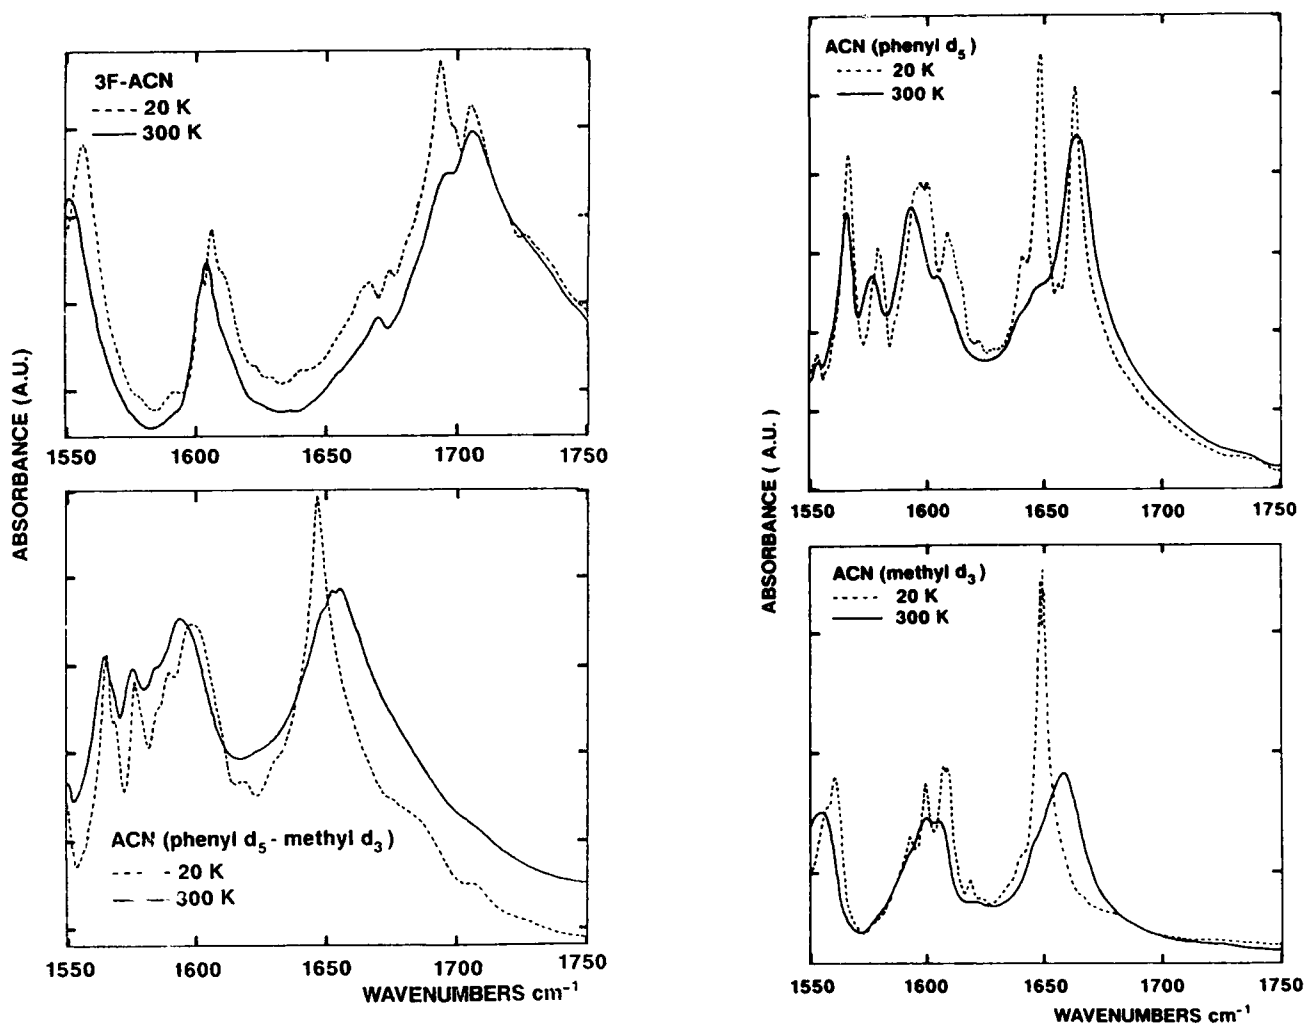 3F-ACN
20 K
300 K
1550 1600 1650 1700 1750
ABSORBANCE (A.U.)
ACN (phenyl d5 - methyl d3)
20 K
300 K
1550 1600 1650 1700 1750
WAVENUMBERS cm-1
ACN (phenyl d5)
20 K
300 K
1550 1600 1650 1700 1750
ABSORBANCE ( A.U. )
ACN (methyl d3)
20 K
300 K
1550 1600 1650 1700 1750
WAVENUMBERS cm-1